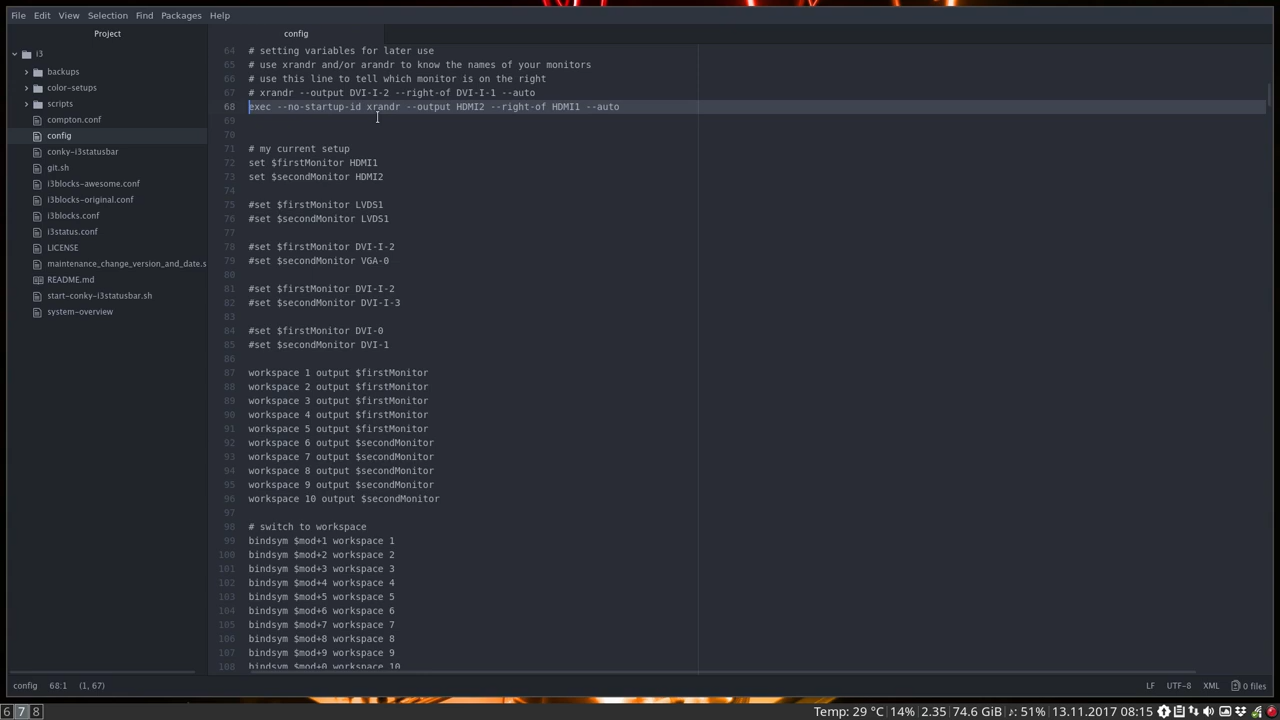 File Edit View Selection Find Packages Help
Project
config
i3
backups
color-setups
scripts
compton.conf
config
conky-i3statusbar
git.sh
i3blocks-awesome.conf
i3blocks-original.conf
i3blocks.conf
i3status.conf
LICENSE
maintenance_change_version_and_date.s
README.md
start-conky-i3statusbar.sh
system-overview
64 # setting variables for later use
65 # use xrandr and/or arandr to know the names of your monitors
66 # use this line to tell which monitor is on the right
67 # xrandr --output DVI-I-2 --right-of DVI-I-1 --auto
68 exec --no-startup-id xrandr --output HDMI2 --right-of HDMI1 --auto
69
70
71 # my current setup
72 set $firstMonitor HDMI1
73 set $secondMonitor HDMI2
74
75 #set $firstMonitor LVDS1
76 #set $secondMonitor LVDS1
77
78 #set $firstMonitor DVI-I-2
79 #set $secondMonitor VGA-0
80
81 #set $firstMonitor DVI-I-2
82 #set $secondMonitor DVI-I-3
83
84 #set $firstMonitor DVI-0
85 #set $secondMonitor DVI-1
86
87 workspace 1 output $firstMonitor
88 workspace 2 output $firstMonitor
89 workspace 3 output $firstMonitor
90 workspace 4 output $firstMonitor
91 workspace 5 output $firstMonitor
92 workspace 6 output $secondMonitor
93 workspace 7 output $secondMonitor
94 workspace 8 output $secondMonitor
95 workspace 9 output $secondMonitor
96 workspace 10 output $secondMonitor
97
98 # switch to workspace
99 bindsym $mod+1 workspace 1
100 bindsym $mod+2 workspace 2
101 bindsym $mod+3 workspace 3
102 bindsym $mod+4 workspace 4
103 bindsym $mod+5 workspace 5
104 bindsym $mod+6 workspace 6
105 bindsym $mod+7 workspace 7
106 bindsym $mod+8 workspace 8
107 bindsym $mod+9 workspace 9
108 bindsym $mod+0 workspace 10
config 68:1 (1, 67) LF UTF-8 XML 0 files
6 7 8 Temp: 29 °C 14% 2.35 74.6 GiB ♪: 51% 13.11.2017 08:15